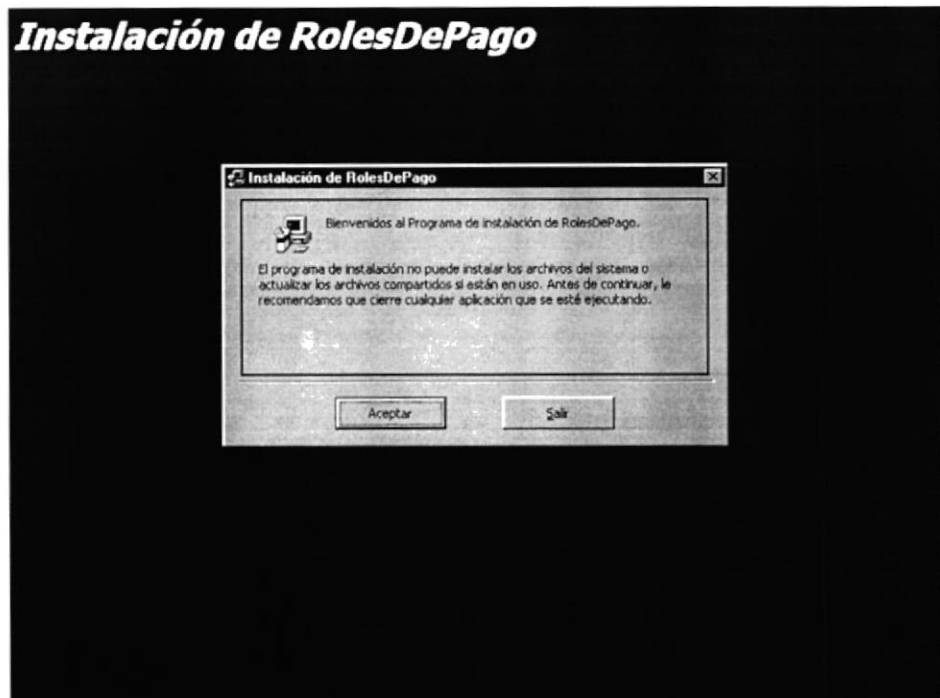 Instalación de RolesDePago
Instalación de RolesDePago
Bienvenidos al Programa de instalación de RolesDePago.
El programa de instalación no puede instalar los archivos del sistema o
actualizar los archivos compartidos si están en uso. Antes de continuar, le
recomendamos que cierre cualquier aplicación que se esté ejecutando.
Aceptar
Salir